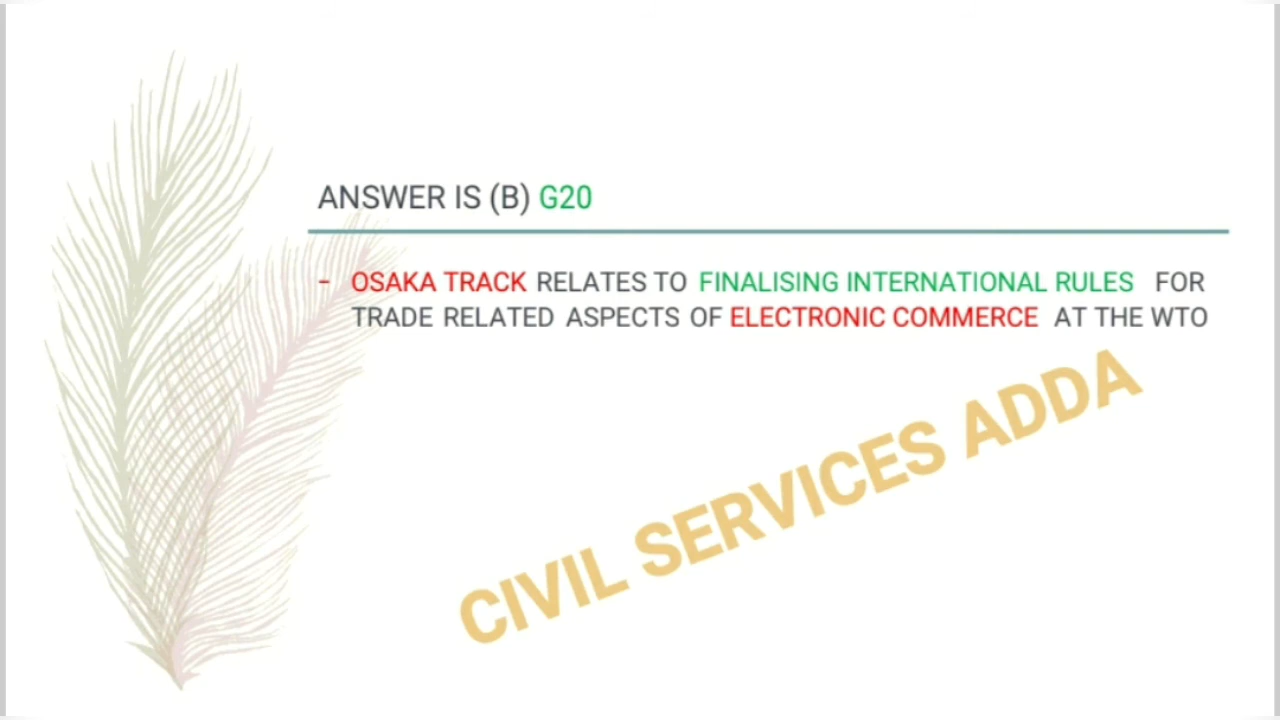 ANSWER IS (B) G20
- OSAKA TRACK RELATES TO FINALISING INTERNATIONAL RULES FOR
TRADE RELATED ASPECTS OF ELECTRONIC COMMERCE AT THE WTO
CIVIL SERVICES ADDA